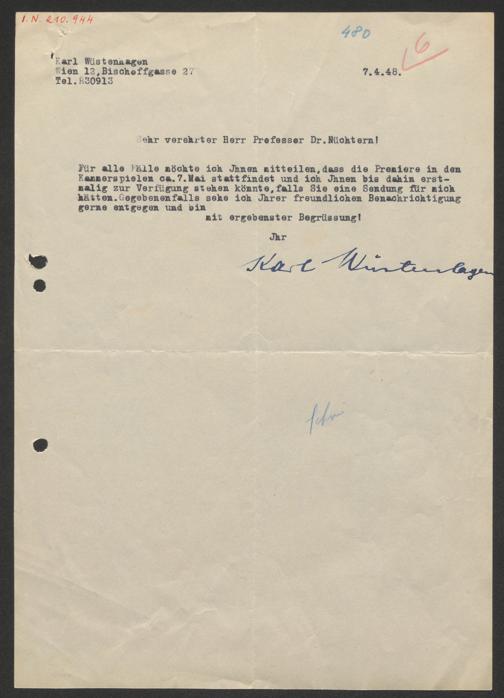 I.N. 210.944
480
6
Karl Wüstenhagen
Wien 12,Bischoffgasse 27
Tel.R30913
7.4.48.
Sehr verehrter Herr Professor Dr.Nüchtern!
Für alle Fälle möchte ich Jhnen mitteilen,dass die Premiere in den
Kammerspielen ca.7.Mai stattfindet und ich Jhnen bis dahin erst-
malig zur Verfügung stehen könnte,falls Sie eine Sendung für mich
hätten.Gegebenenfalls sehe ich Jhrer freundlichen Benachrichtigung
gerne entgegen und bin
mit ergebenster Begrüssung!
Jhr
Karl Wüstenhagen